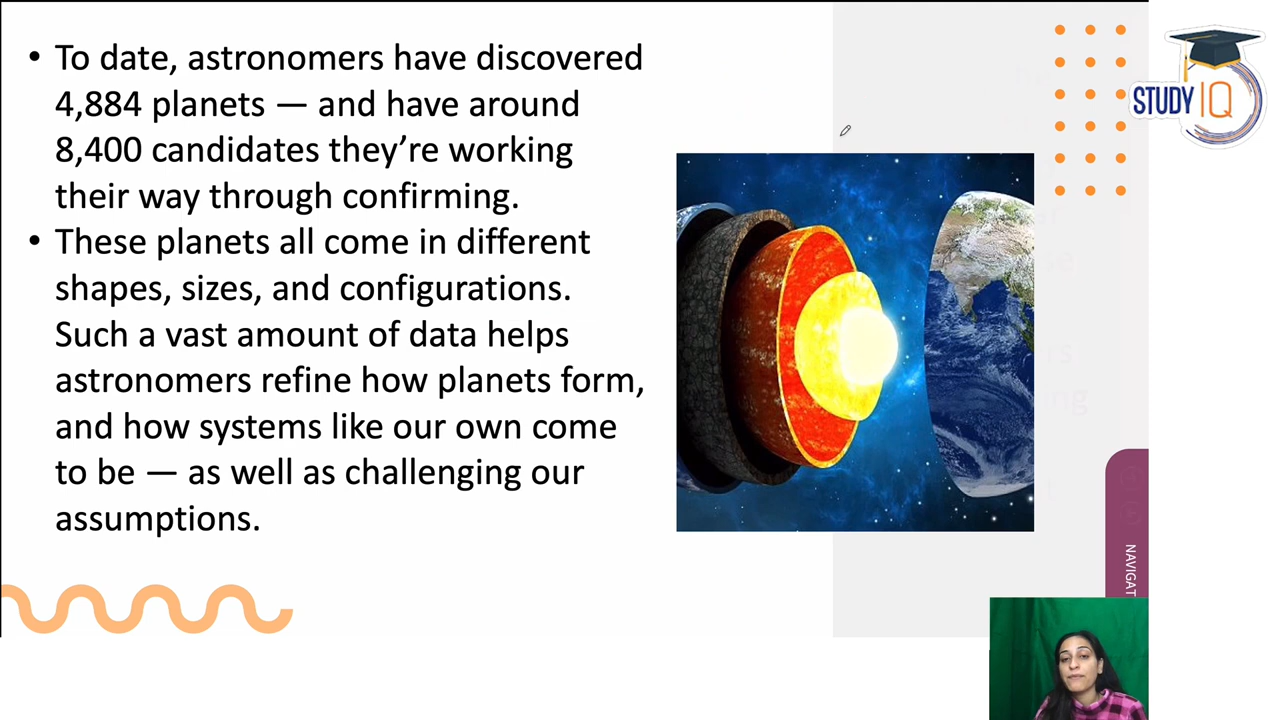 • To date, astronomers have discovered
4,884 planets — and have around
8,400 candidates they’re working
their way through confirming.
• These planets all come in different
shapes, sizes, and configurations.
Such a vast amount of data helps
astronomers refine how planets form,
and how systems like our own come
to be — as well as challenging our
assumptions.
STUDY IQ
NAVIGAT